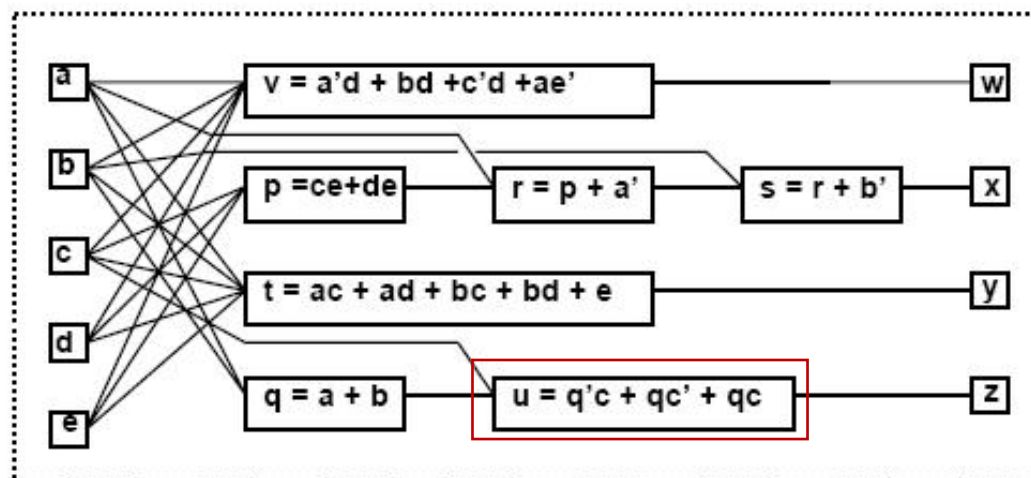 a
v = a'd + bd +c'd +ae'
w
b
p =ce+de
r = p + a'
s = r + b'
x
c
t = ac + ad + bc + bd + e
y
d
q = a + b
u = q'c + qc' + qc
z
e